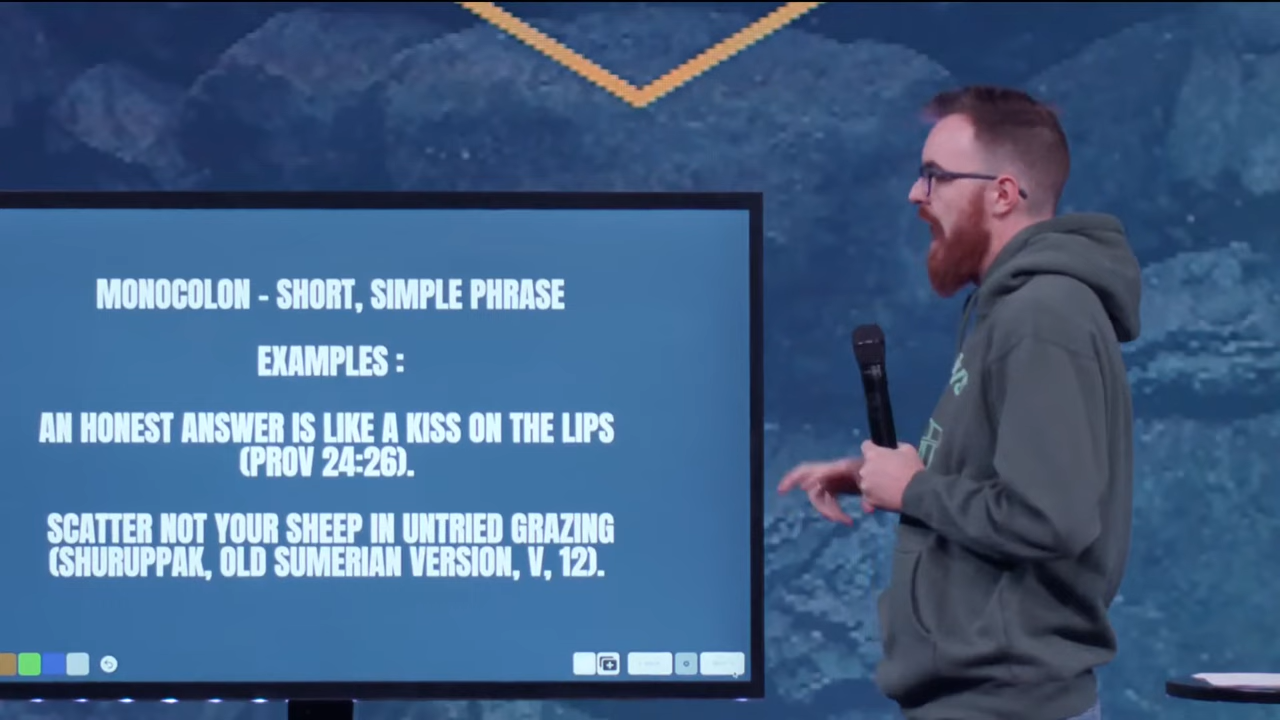 MONOCOLON - SHORT, SIMPLE PHRASE
EXAMPLES :
AN HONEST ANSWER IS LIKE A KISS ON THE LIPS
(PROV 24:26).
SCATTER NOT YOUR SHEEP IN UNTRIED GRAZING
(SHURUPPAK, OLD SUMERIAN VERSION, V, 12).